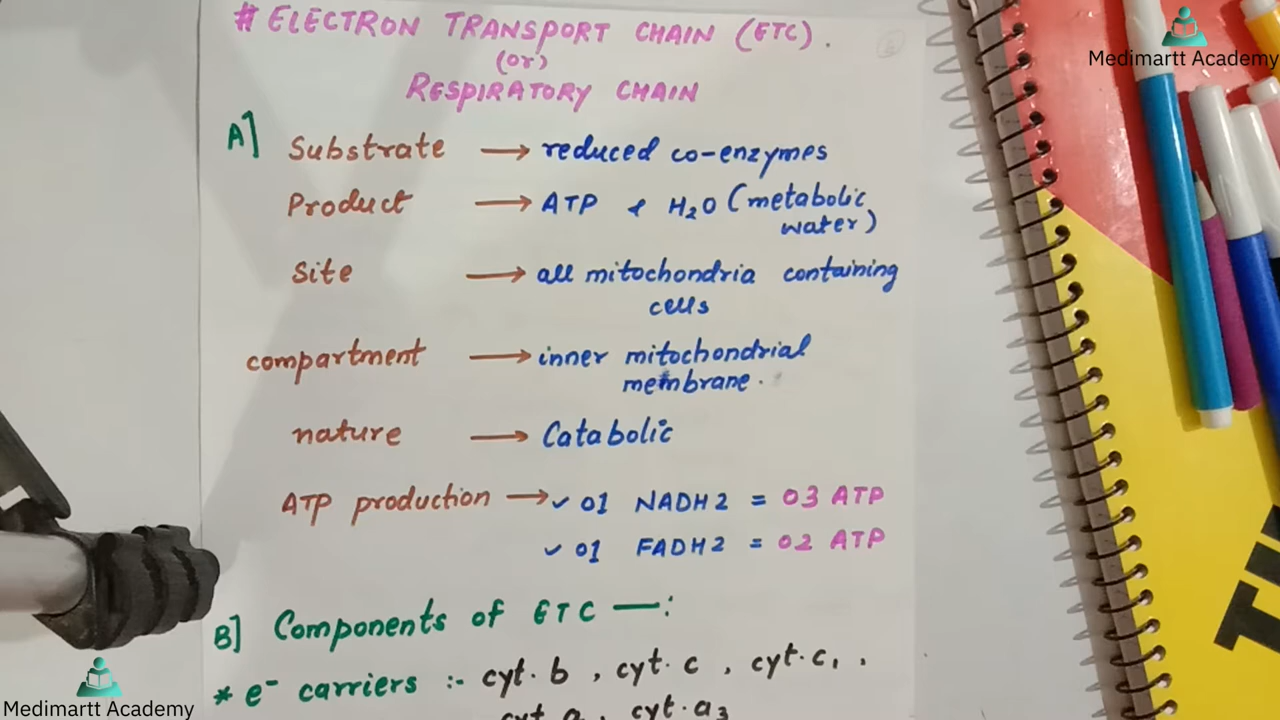 # ELECTRON TRANSPORT CHAIN (ETC).
(or)
RESPIRATORY CHAIN
A] Substrate → reduced co-enzymes
Product → ATP & H₂O (metabolic
water)
Site → all mitochondria containing
cells
compartment → inner mitochondrial
membrane.
nature → Catabolic
ATP production → ✓ 01 NADH2 = 03 ATP
✓ 01 FADH2 = 02 ATP
B] Components of ETC —:
* e⁻ carriers :- cyt. b , cyt. c , cyt. c₁ ,
cyt a , cyt. a₃
Medimartt Academy
Medimartt Academy